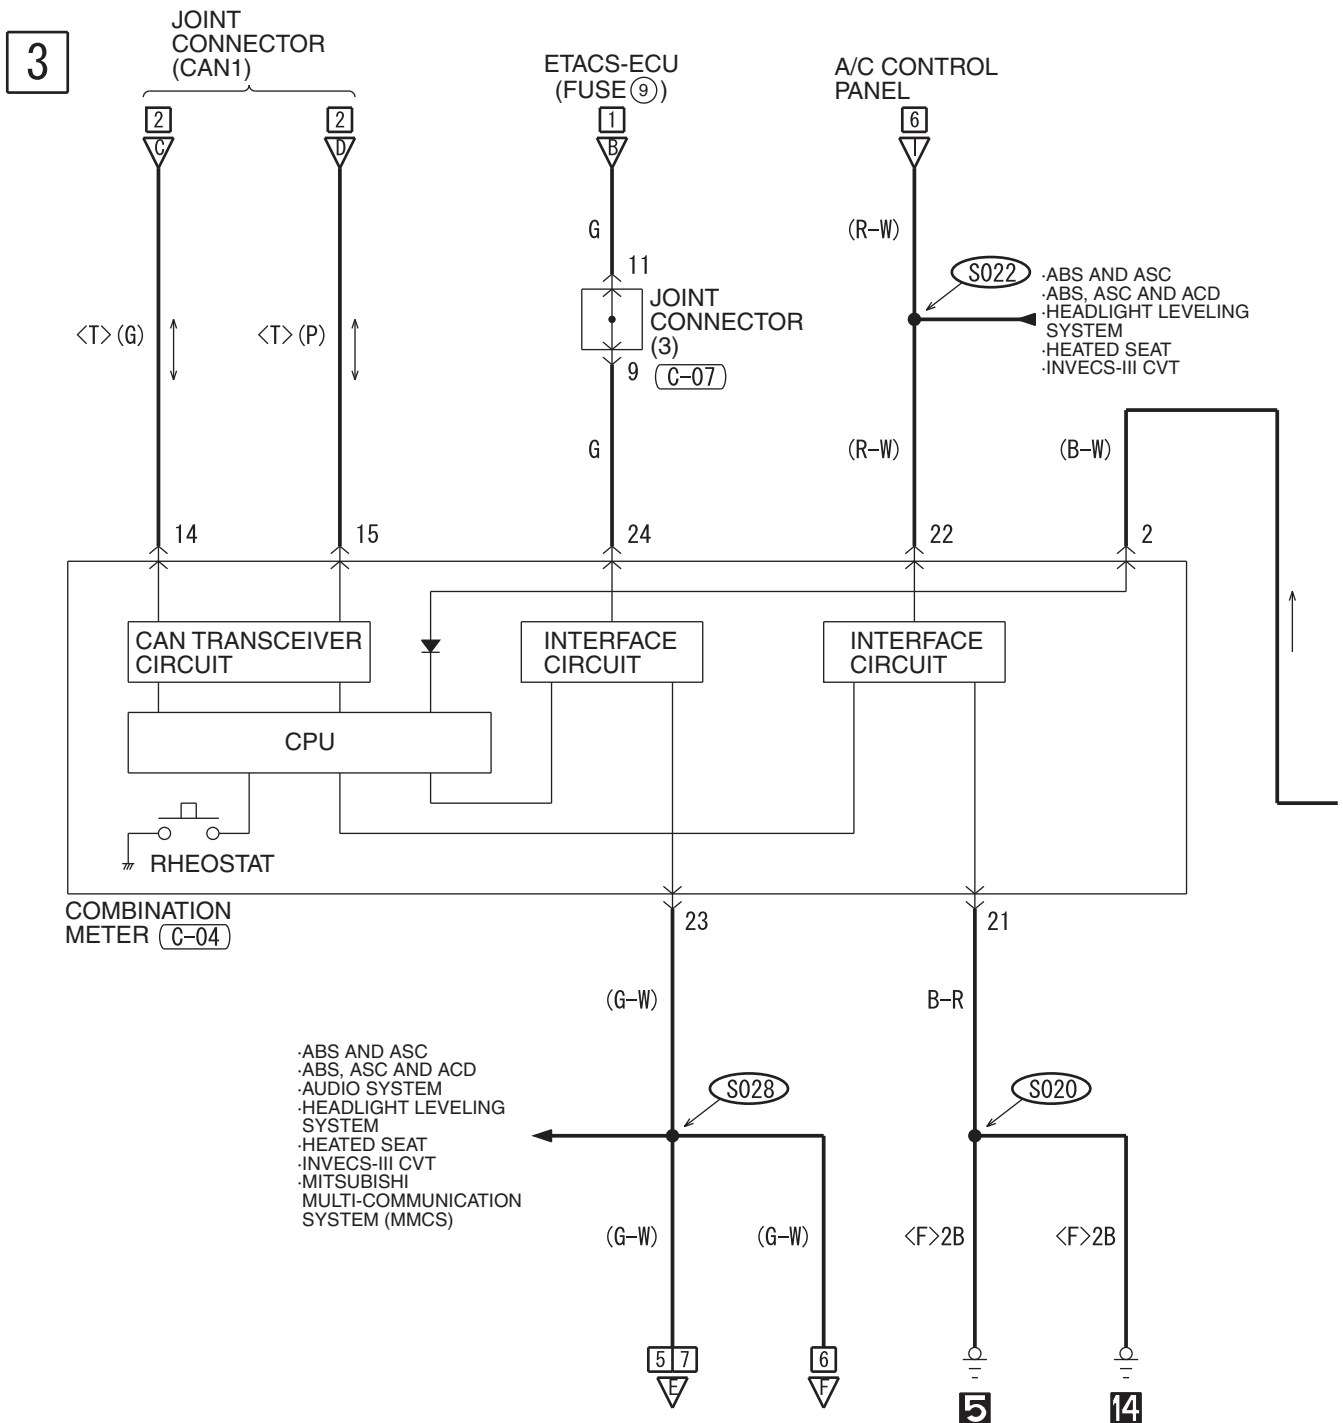 3
JOINT
CONNECTOR
(CAN1)
ETACS-ECU
(FUSE 9)
A/C CONTROL
PANEL
2
2
1
6
C
D
B
I
G
(R-W)
11
S022
·ABS AND ASC
·ABS, ASC AND ACD
·HEADLIGHT LEVELING
SYSTEM
·HEATED SEAT
·INVECS-III CVT
JOINT
CONNECTOR
(3)
<T>(G)
<T>(P)
9
C-07
G
(R-W)
(B-W)
14
15
24
22
2
CAN TRANSCEIVER
CIRCUIT
INTERFACE
CIRCUIT
INTERFACE
CIRCUIT
CPU
RHEOSTAT
COMBINATION
METER C-04
23
21
(G-W)
B-R
·ABS AND ASC
·ABS, ASC AND ACD
·AUDIO SYSTEM
·HEADLIGHT LEVELING
SYSTEM
·HEATED SEAT
·INVECS-III CVT
·MITSUBISHI
MULTI-COMMUNICATION
SYSTEM (MMCS)
S028
S020
(G-W)
(G-W)
<F>2B
<F>2B
5 7
6
E
F
5
14